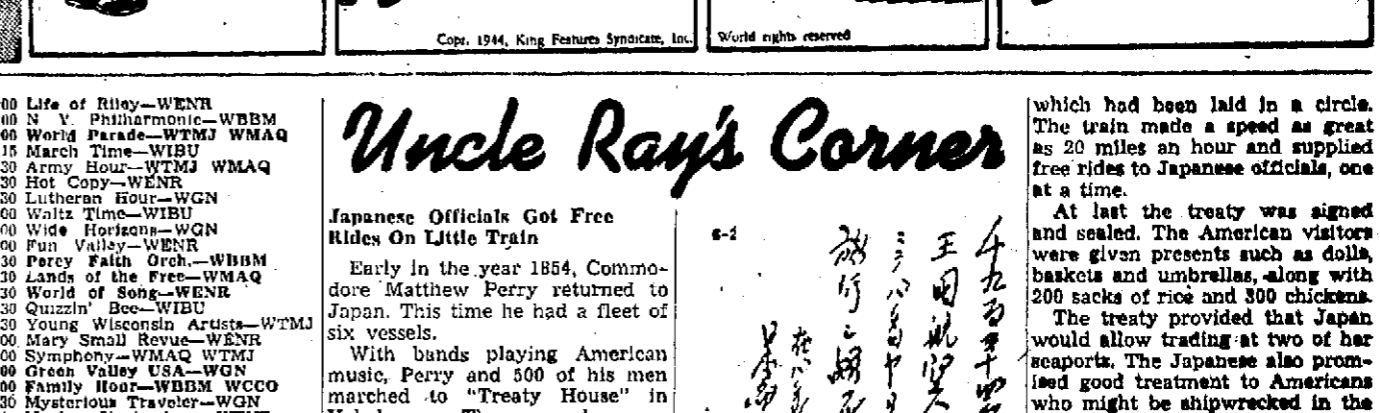 Copr. 1944, King Features Syndicate, Inc.
World rights reserved
00 Life of Riley—WENR
00 N Y. Philharmonic—WBBM
00 World Parade—WTMJ WMAQ
15 March Time—WIBU
30 Army Hour—WTMJ WMAQ
30 Hot Copy—WENR
30 Lutheran Hour—WGN
00 Waltz Time—WIBU
00 Wide Horizons—WGN
00 Fun Valley—WENR
30 Percy Faith Orch.—WBBM
30 Lands of the Free—WMAQ
30 World of Song—WENR
30 Quizzin' Bee—WIBU
30 Young Wisconsin Artists—WTMJ
00 Mary Small Revue—WENR
00 Symphony—WMAQ WTMJ
00 Green Valley USA—WGN
00 Family Hour—WBBM WCCO
30 Mysterious Traveler—WGN
Uncle Ray's Corner
Japanese Officials Got Free
Rides On Little Train
Early in the year 1854, Commo-
dore Matthew Perry returned to
Japan. This time he had a fleet of
six vessels.
With bands playing American
music, Perry and 500 of his men
marched to "Treaty House" in
6-2
which had been laid in a circle.
The train made a speed as great
as 20 miles an hour and supplied
free rides to Japanese officials, one
at a time.
At last the treaty was signed
and sealed. The American visitors
were given presents such as dolls,
baskets and umbrellas, along with
200 sacks of rice and 300 chickens.
The treaty provided that Japan
would allow trading at two of her
seaports. The Japanese also prom-
ised good treatment to Americans
who might be shipwrecked in the